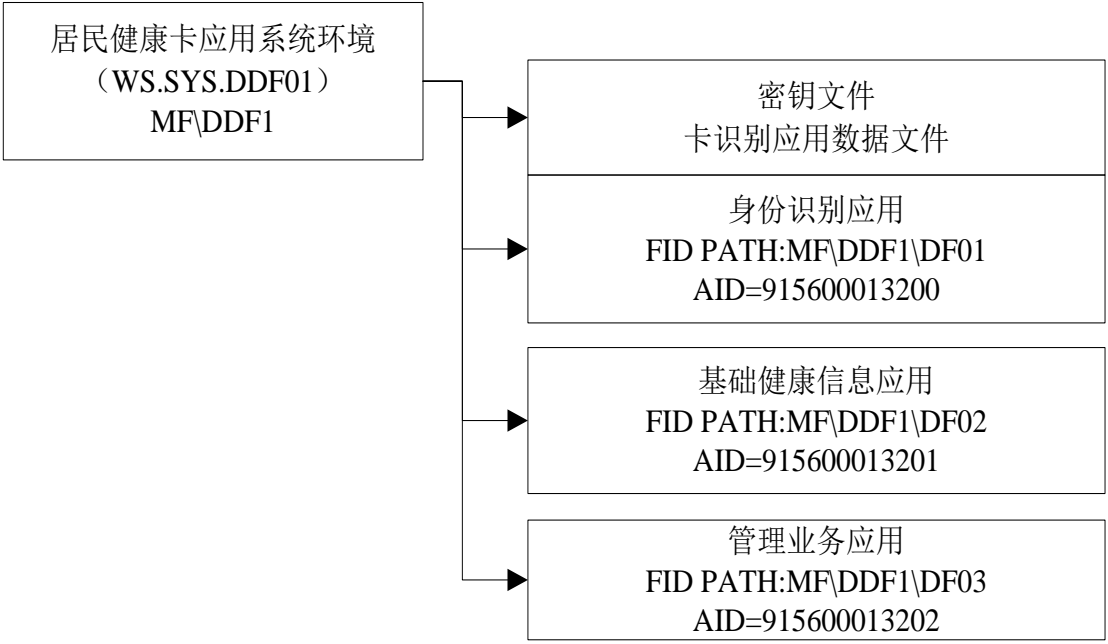 居民健康卡应用系统环境
（WS.SYS.DDF01）
MF\DDF1
密钥文件
卡识别应用数据文件
身份识别应用
FID PATH:MF\DDF1\DF01
AID=915600013200
基础健康信息应用
FID PATH:MF\DDF1\DF02
AID=915600013201
管理业务应用
FID PATH:MF\DDF1\DF03
AID=915600013202